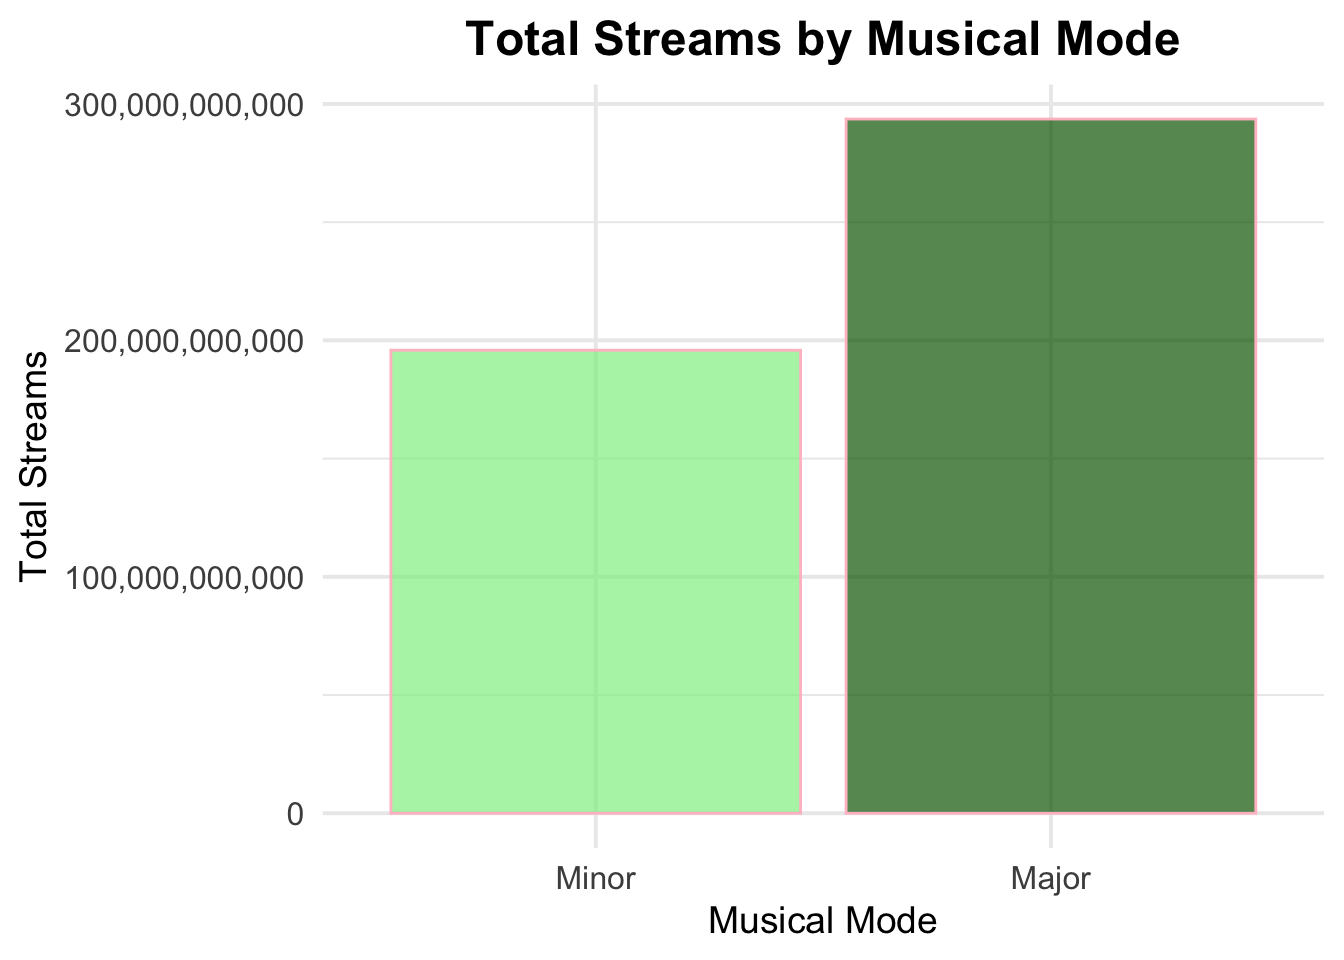 Total Streams by Musical Mode
300,000,000,000
200,000,000,000
100,000,000,000
0
Total Streams
Minor Major
Musical Mode